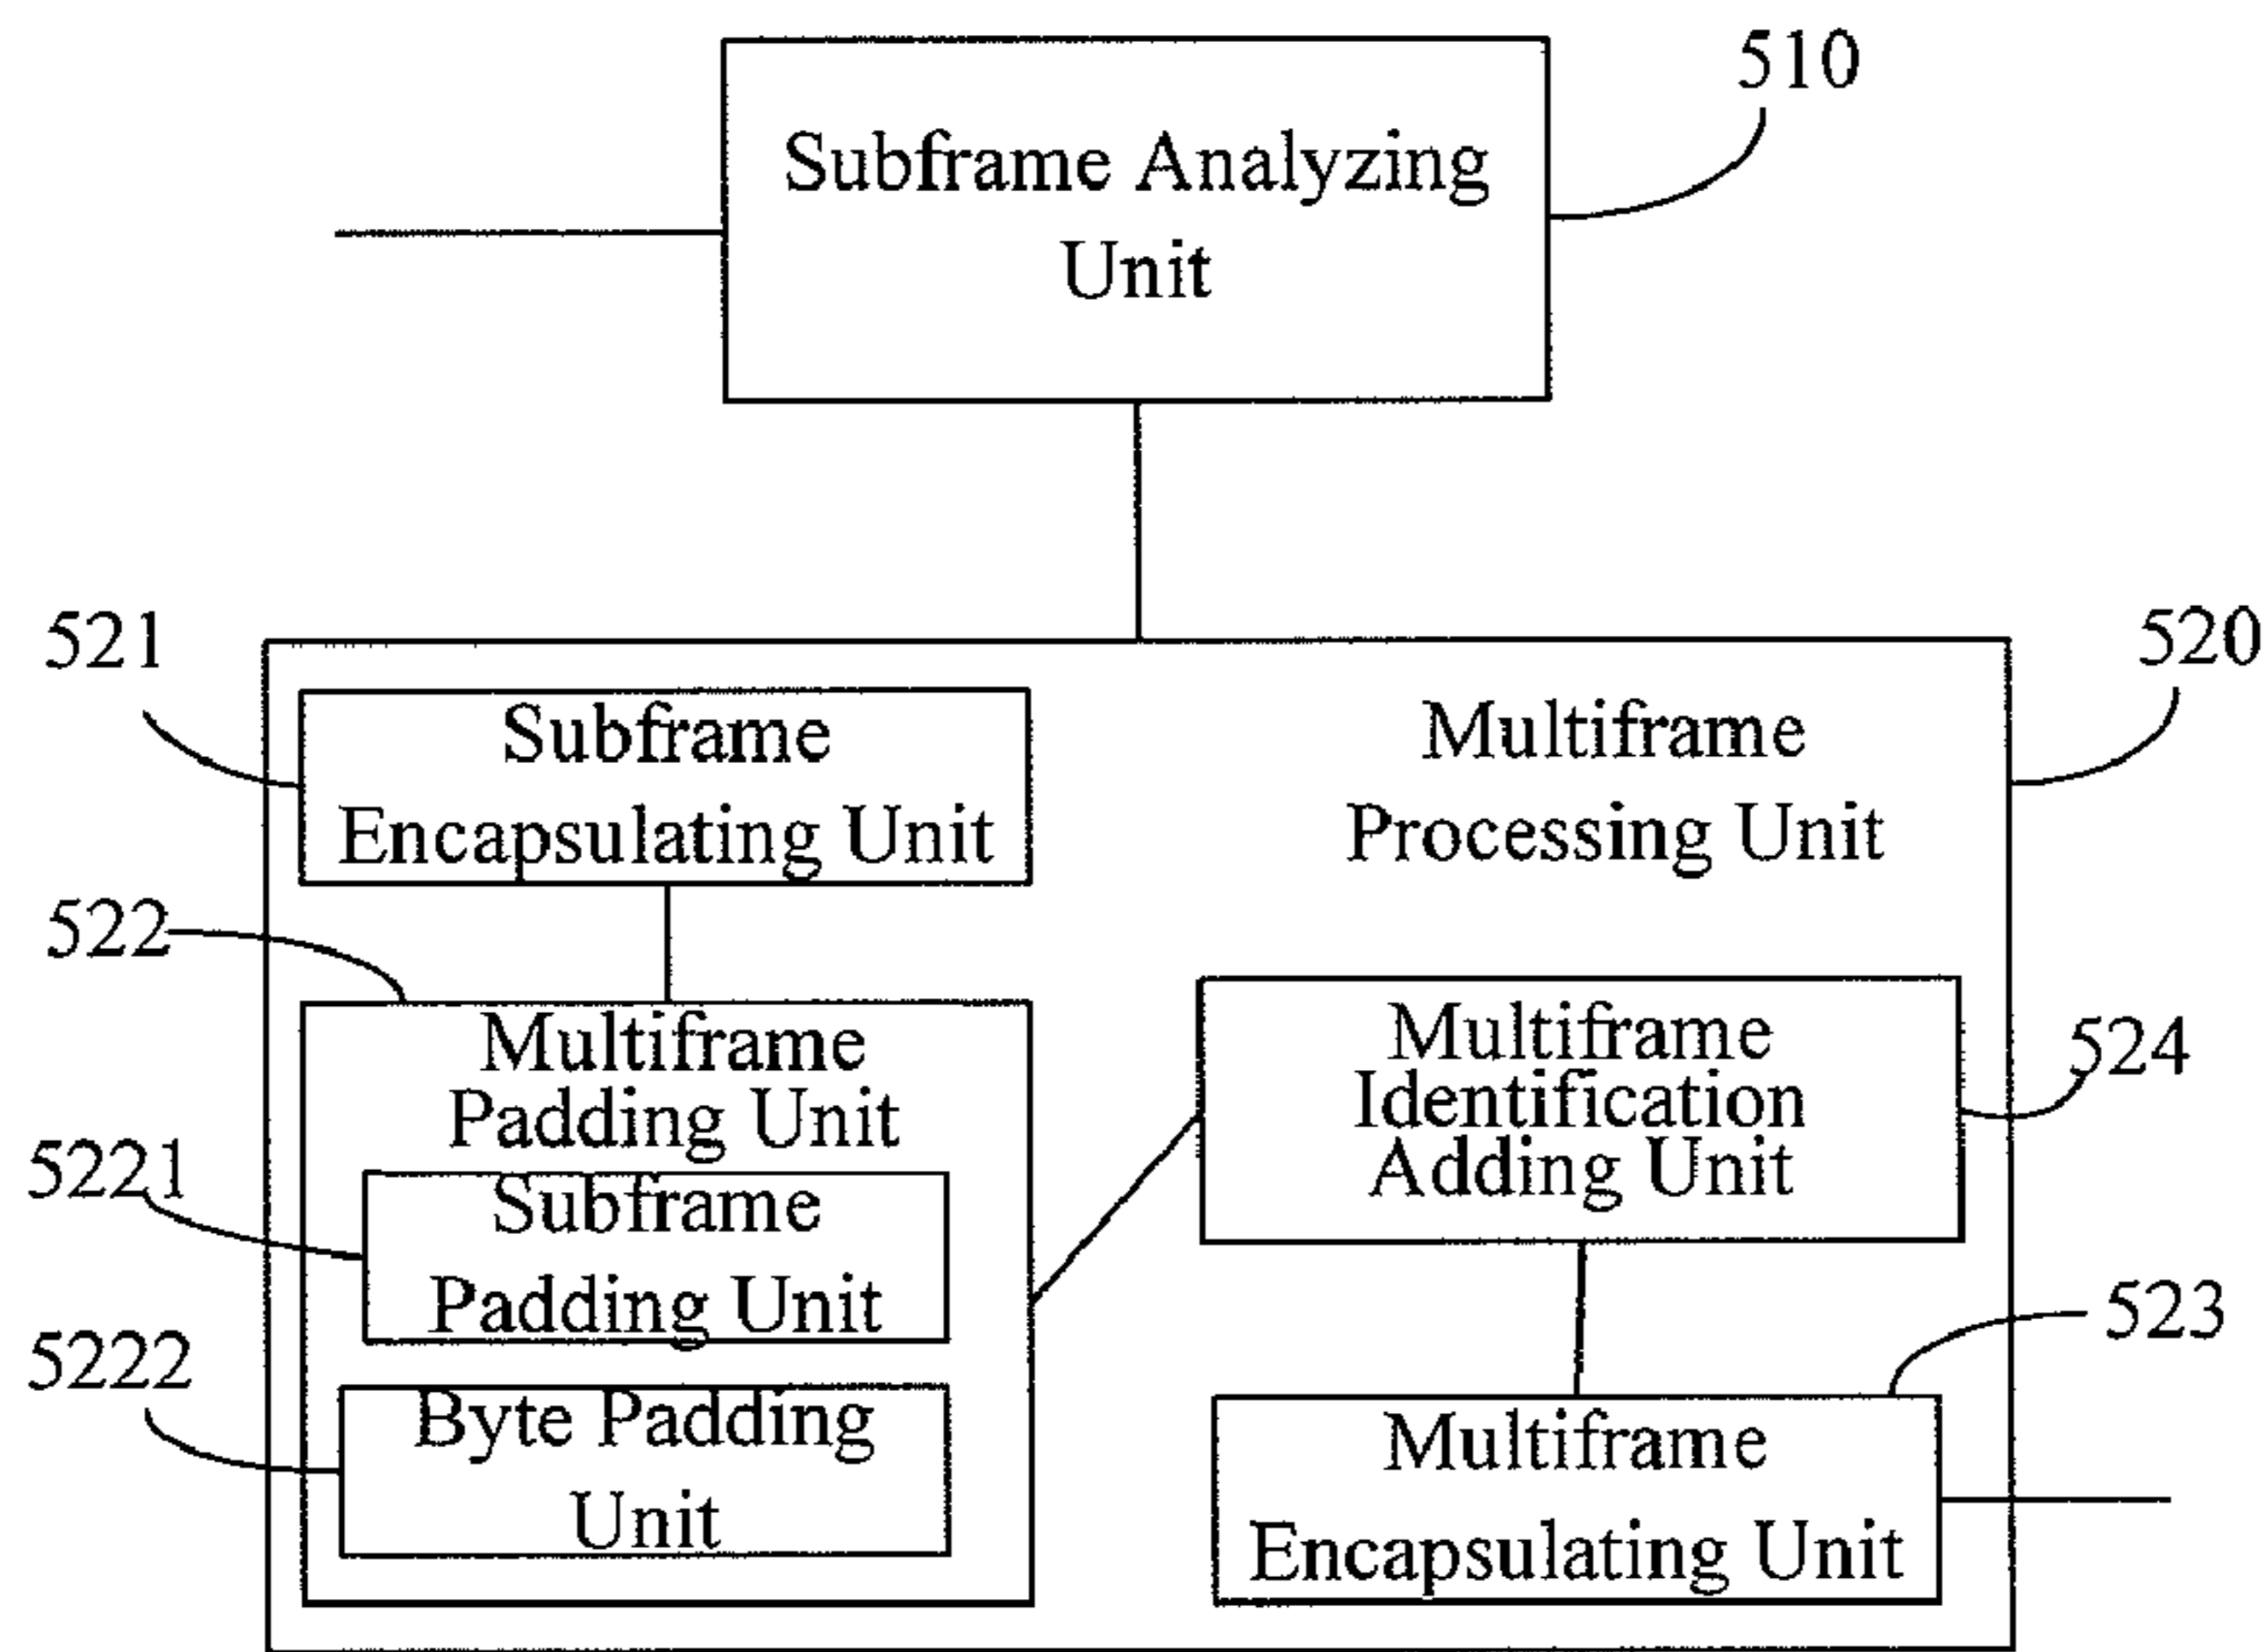 510
Subframe Analyzing
Unit
521
520
Subframe
Encapsulating Unit
Multiframe
Processing Unit
522
Multiframe
Padding Unit
5221
Subframe
Padding Unit
5222
Byte Padding
Unit
Multiframe
Identification
Adding Unit
524
523
Multiframe
Encapsulating Unit